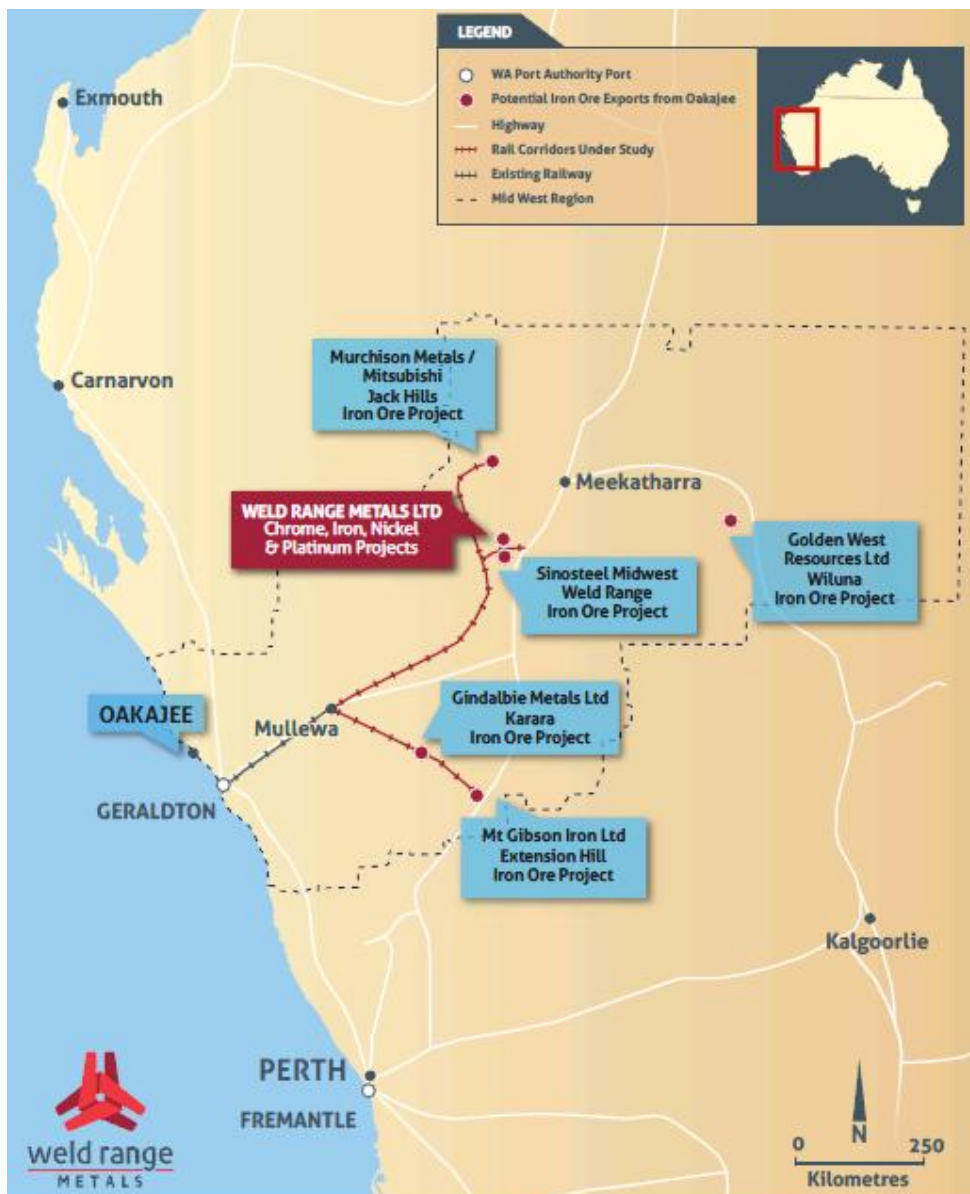 LEGEND
WA Port Authority Port
Potential Iron Ore Exports from Oakajee
Highway
Rail Corridors Under Study
Existing Railway
Mid West Region
Exmouth
Carnarvon
Murchison Metals /
Mitsubishi
Jack Hills
Iron Ore Project
Meekatharra
WELD RANGE METALS LTD
Chrome, Iron, Nickel
& Platinum Projects
Golden West
Resources Ltd
Wiluna
Iron Ore Project
Sinosteel Midwest
Weld Range
Iron Ore Project
OAKAJEE
Mullewa
Gindalbie Metals Ltd
Karara
Iron Ore Project
GERALDTON
Mt Gibson Iron Ltd
Extension Hill
Iron Ore Project
Kalgoorlie
PERTH
FREMANTLE
weld range
METALS
N
0 250
Kilometres